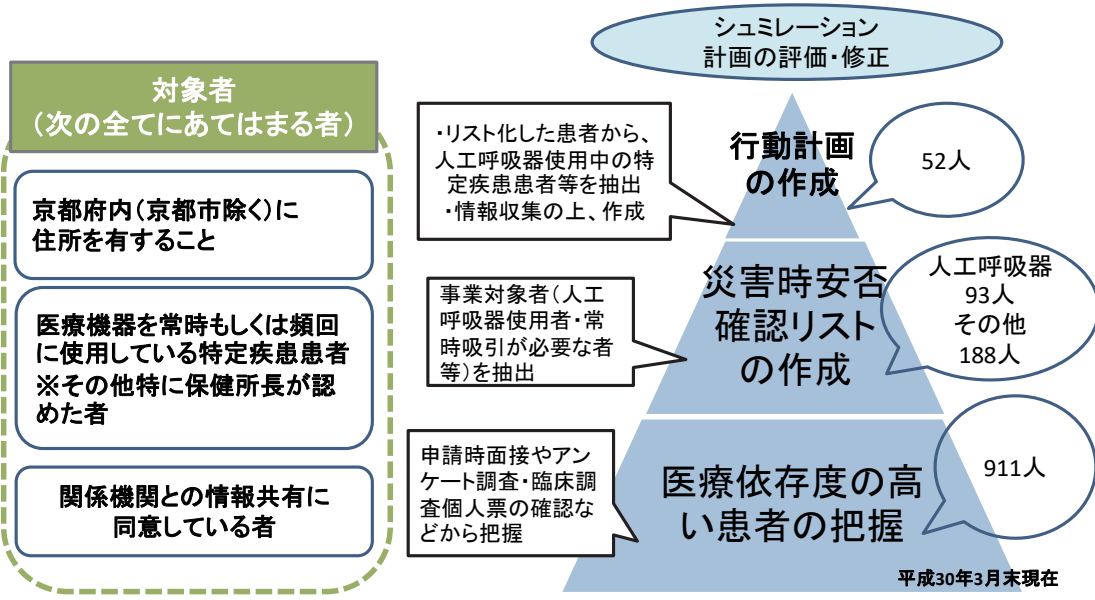 シュミレーション
計画の評価・修正
対象者
（次の全てにあてはまる者）
京都府内（京都市除く）に
住所を有すること
医療機器を常時もしくは頻回
に使用している特定疾患患者
※その他特に保健所長が認
めた者
関係機関との情報共有に
同意している者
・リスト化した患者から、
人工呼吸器使用中の特
定疾患患者等を抽出
・情報収集の上、作成
行動計画
の作成
52人
事業対象者（人工
呼吸器使用者・常
時吸引が必要な者
等）を抽出
災害時安否
確認リスト
の作成
人工呼吸器
93人
その他
188人
申請時面接やアン
ケート調査・臨床調
査個人票の確認な
どから把握
医療依存度の高
い患者の把握
911人
平成30年3月末現在